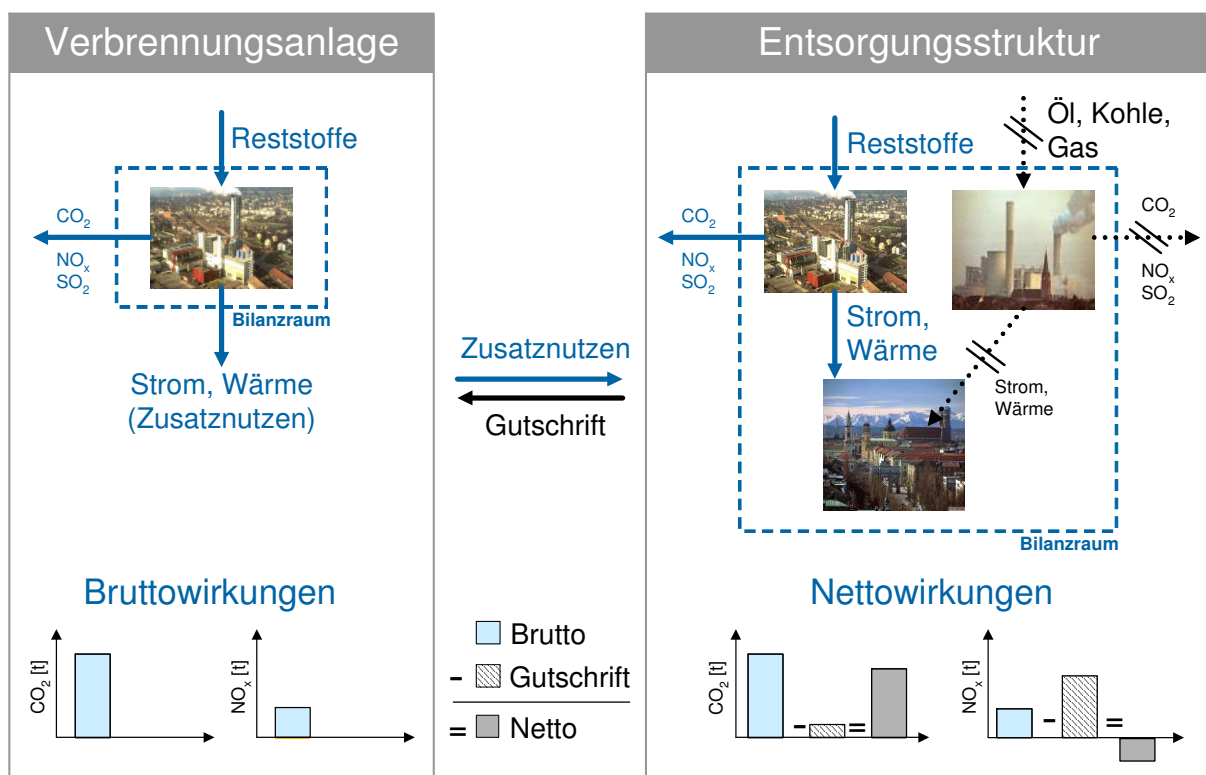 Verbrennungsanlage
Reststoffe
CO₂
NOₓ
SO₂
Bilanzraum
Strom, Wärme
(Zusatznutzen)
Bruttowirkungen
CO₂ [t]
NOₓ [t]
Zusatznutzen
Gutschrift
Brutto
– Gutschrift
= Netto
Entsorgungsstruktur
Reststoffe
Öl, Kohle,
Gas
CO₂
NOₓ
SO₂
CO₂
NOₓ
SO₂
Strom,
Wärme
Strom,
Wärme
Bilanzraum
Nettowirkungen
CO₂ [t]
– =
NOₓ [t]
– =